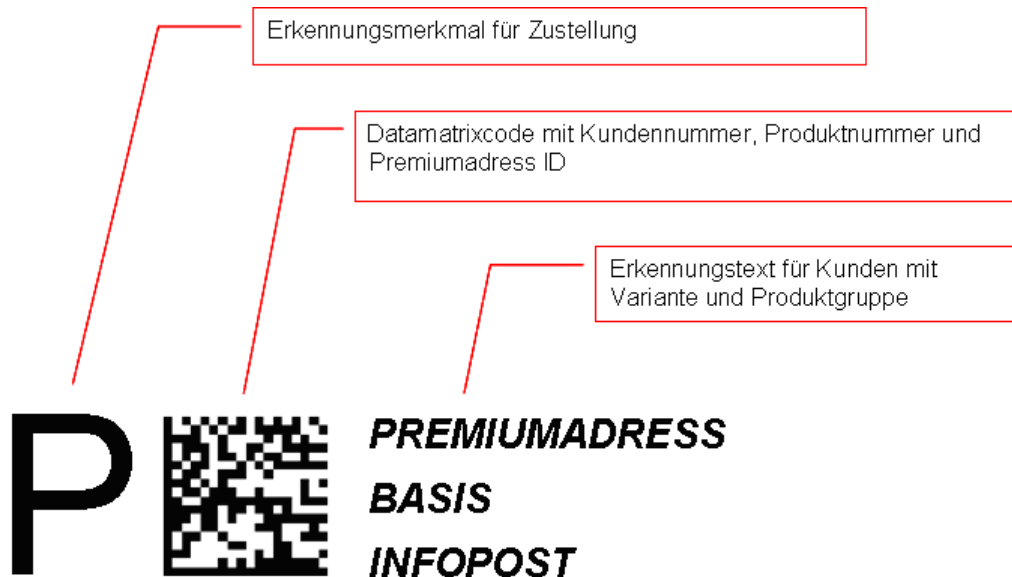 Erkennungsmerkmal für Zustellung
Datamatrixcode mit Kundennummer, Produktnummer und
Premiumadress ID
Erkennungstext für Kunden mit
Variante und Produktgruppe
P
PREMIUMADRESS
BASIS
INFOPOST